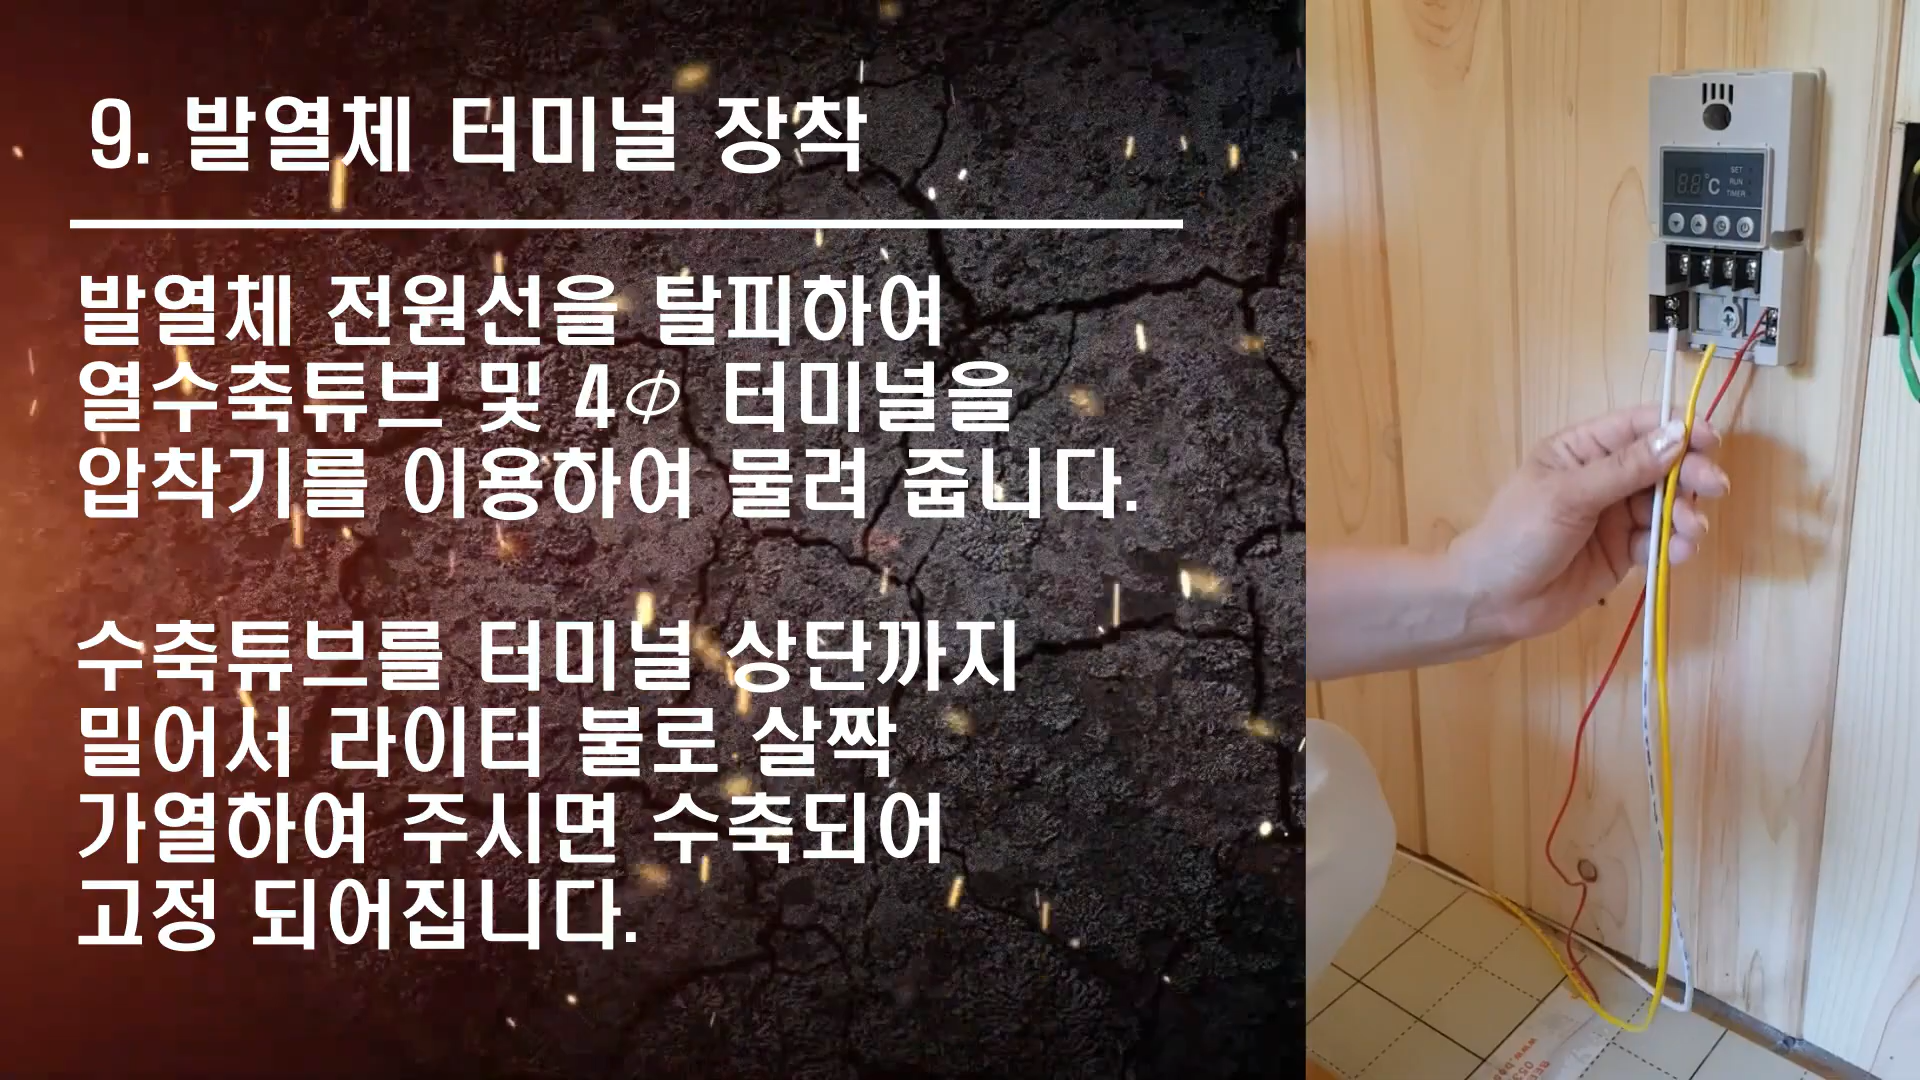 9. 발열체 터미널 장착
발열체 전원선을 탈피하여
열수축튜브 및 4Φ 터미널을
압착기를 이용하여 물려 줍니다.
수축튜브를 터미널 상단까지
밀어서 라이터 불로 살짝
가열하여 주시면 수축되어
고정 되어집니다.
SET
88°C RUN
TIMER